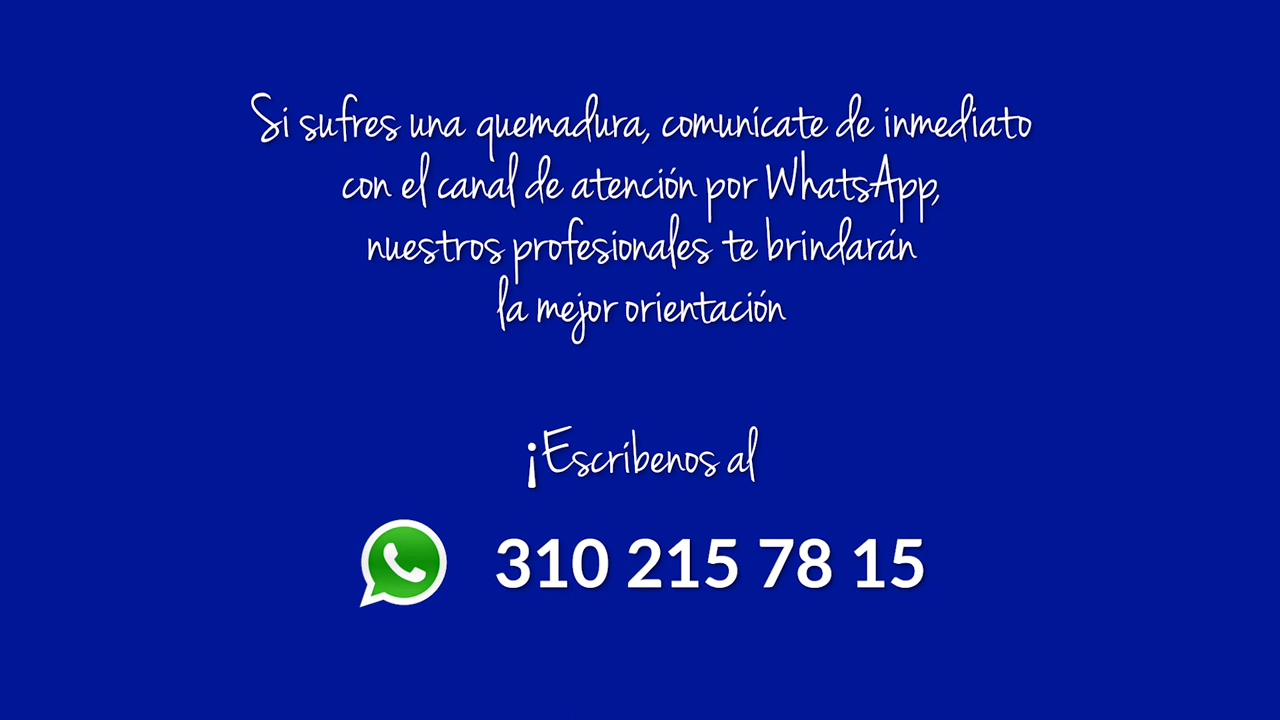 Si sufres una quemadura, comunícate de inmediato
con el canal de atención por WhatsApp,
nuestros profesionales te brindarán
la mejor orientación
¡Escríbenos al
310 215 78 15